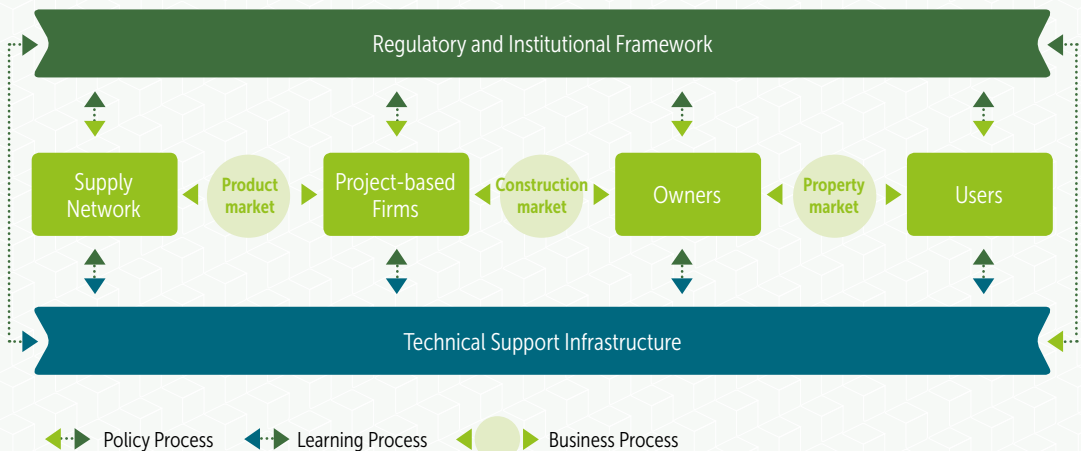 Regulatory and Institutional Framework
Supply
Network
Product
market
Project-based
Firms
Construction
market
Owners
Property
market
Users
Technical Support Infrastructure
Policy Process
Learning Process
Business Process